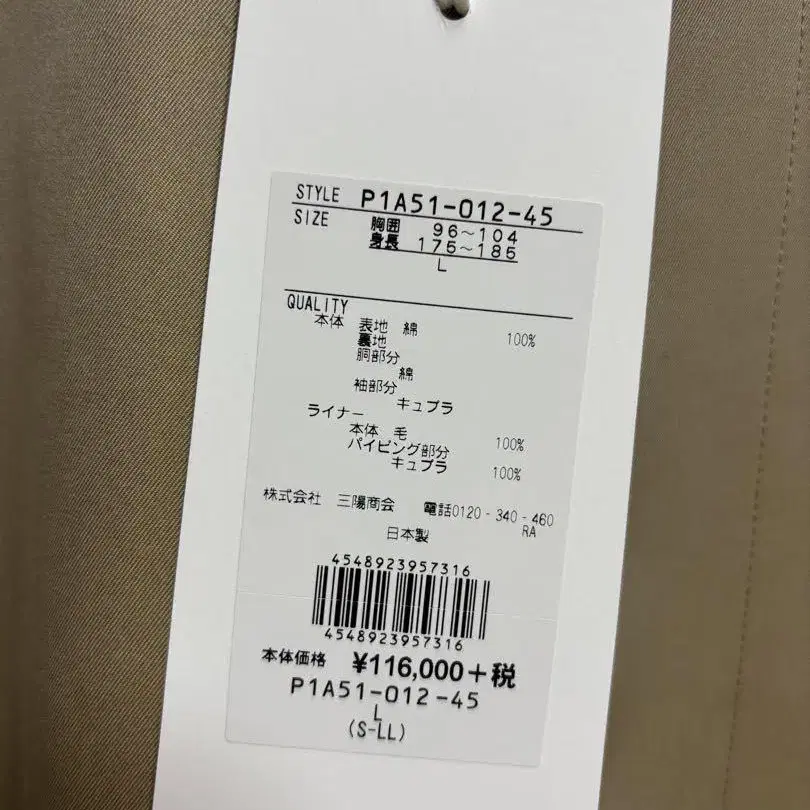 STYLE P1A51-012-45
SIZE 胸囲 96~104
身長 175~185
L
QUALITY
本体 表地 綿 100%
裏地
胴部分
綿
袖部分
キュプラ
ライナー
本体 毛 100%
パイピング部分
キュプラ 100%
株式会社 三陽商会 電話0120-340-460
RA
日本製
4548923957316
4548923957316
本体価格 ¥116,000+税
P1A51-012-45
L
(S-LL)